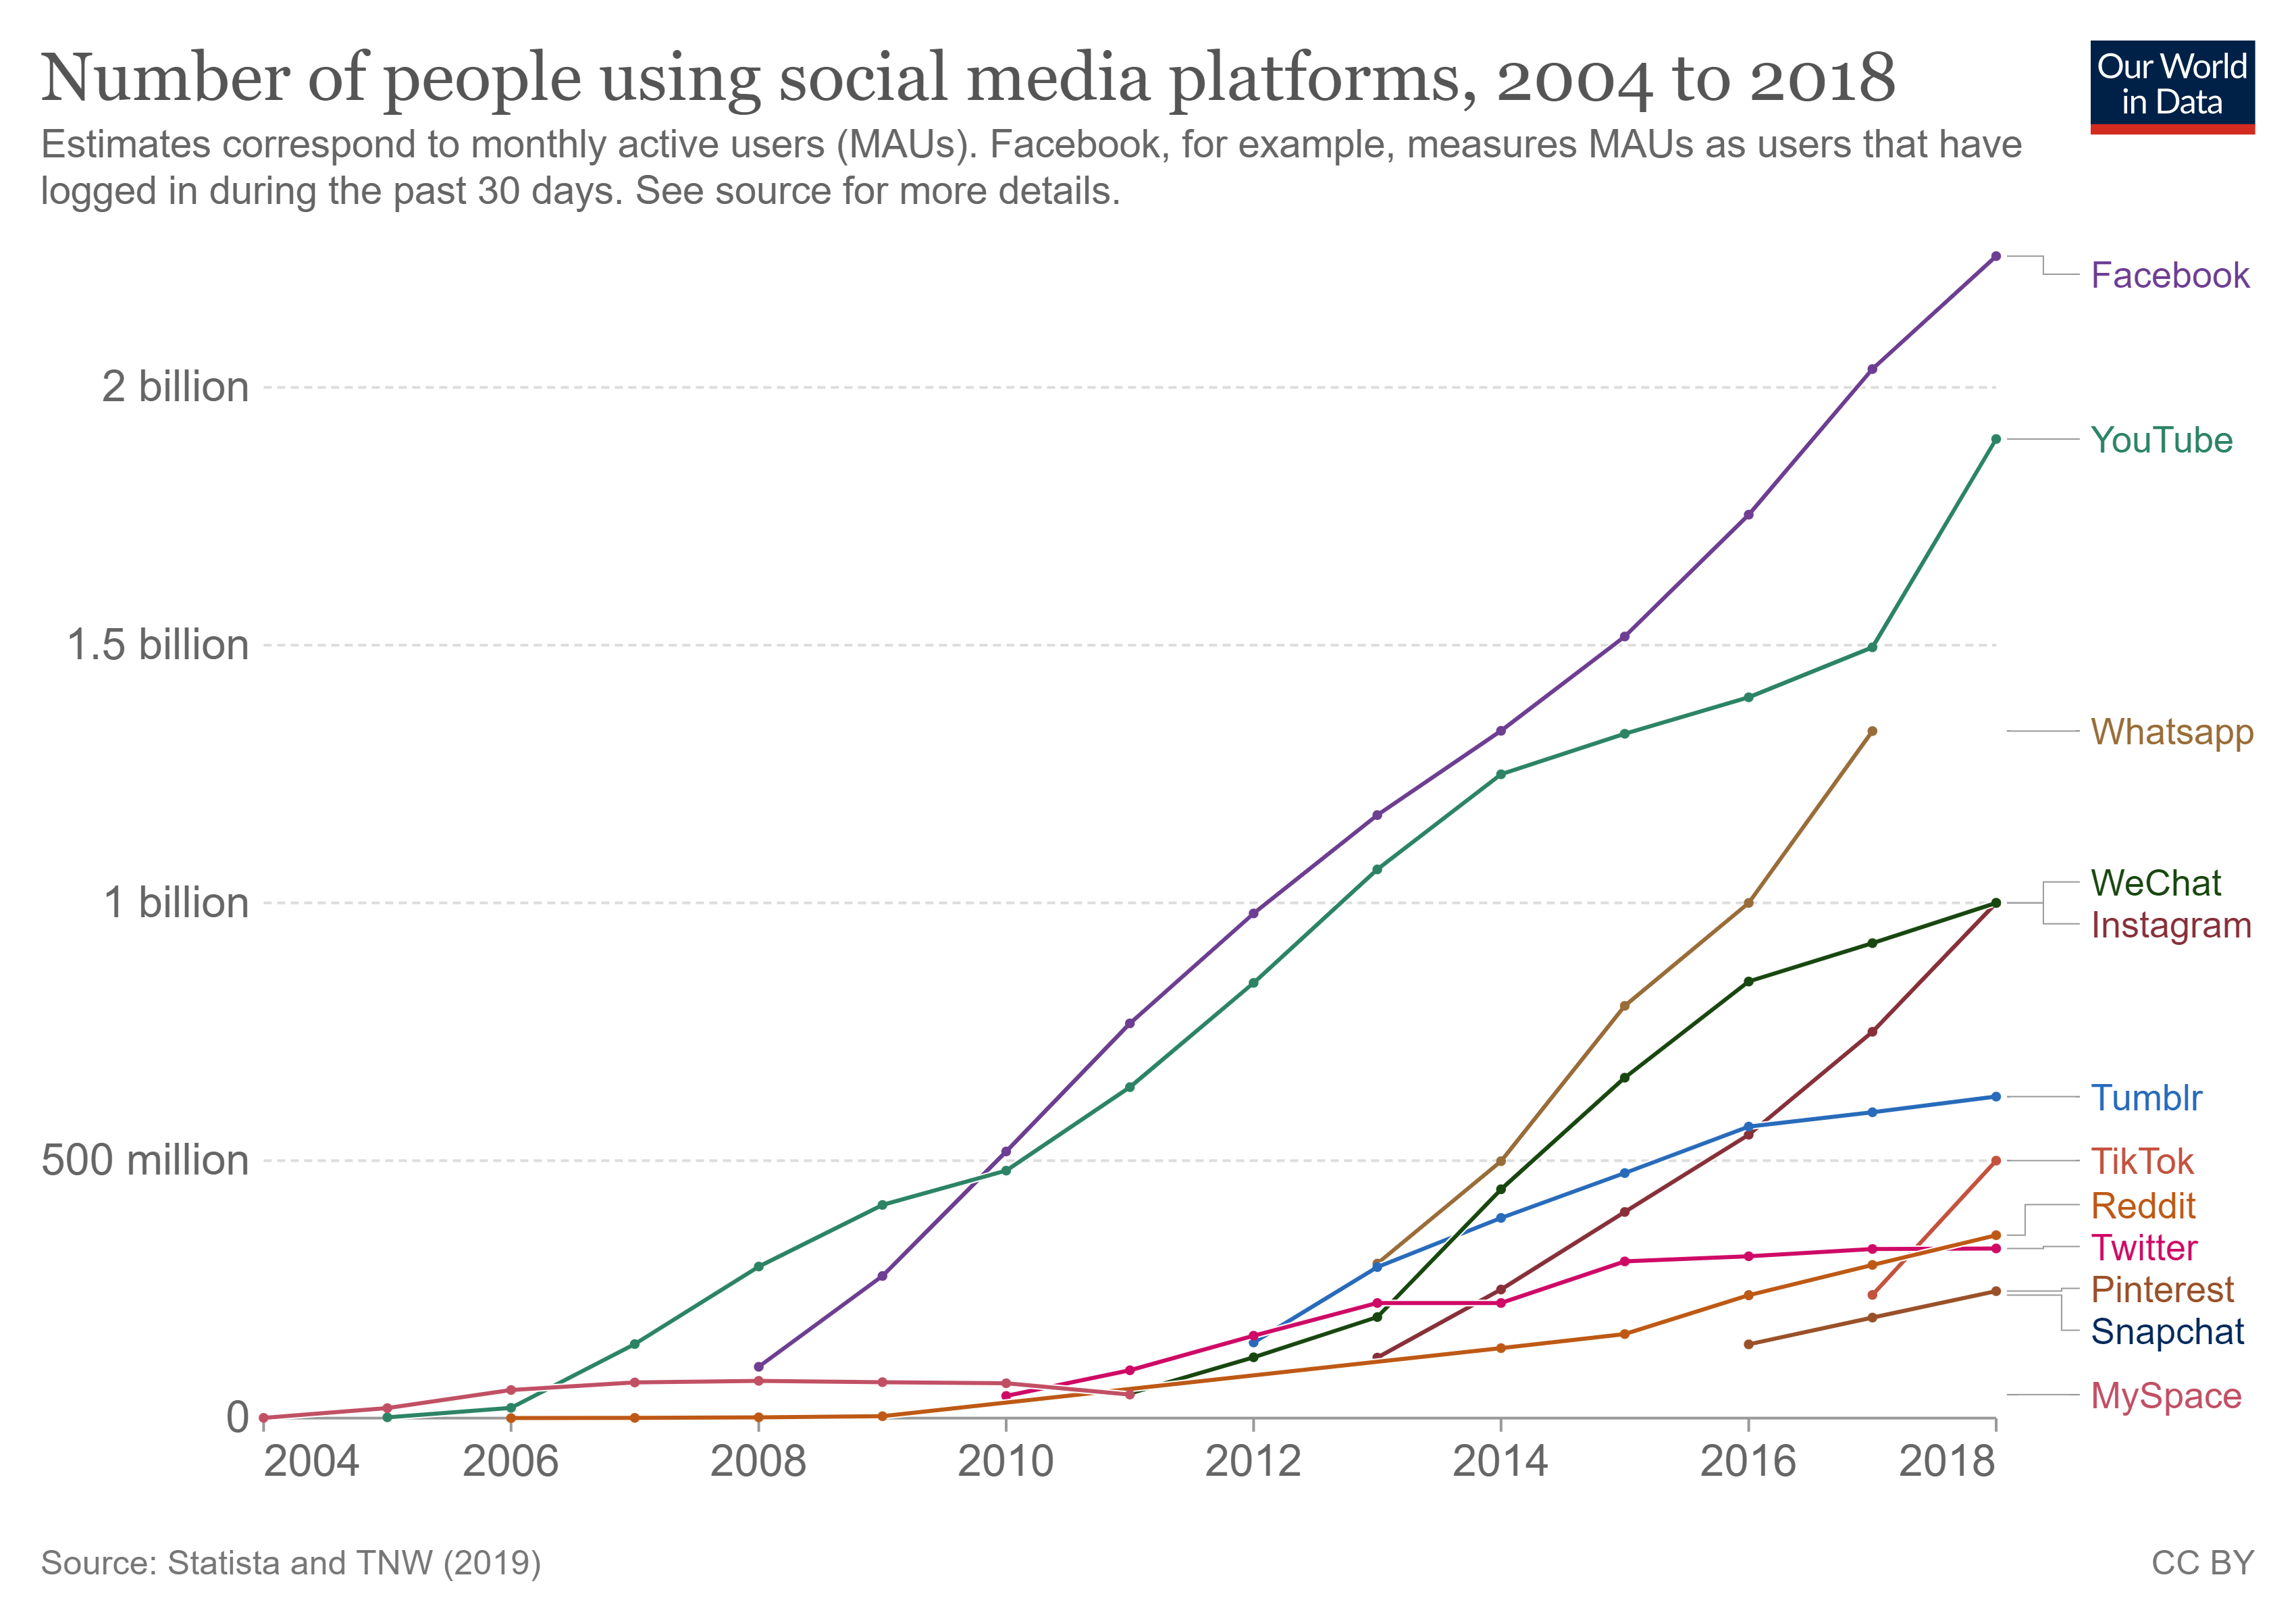 Number of people using social media platforms, 2004 to 2018
Our World
in Data
Estimates correspond to monthly active users (MAUs). Facebook, for example, measures MAUs as users that have
logged in during the past 30 days. See source for more details.
Facebook
2 billion
YouTube
1.5 billion
Whatsapp
WeChat
1 billion
Instagram
Tumblr
500 million
TikTok
Reddit
Twitter
Pinterest
Snapchat
MySpace
0
2004 2006 2008 2010 2012 2014 2016 2018
Source: Statista and TNW (2019)
CC BY